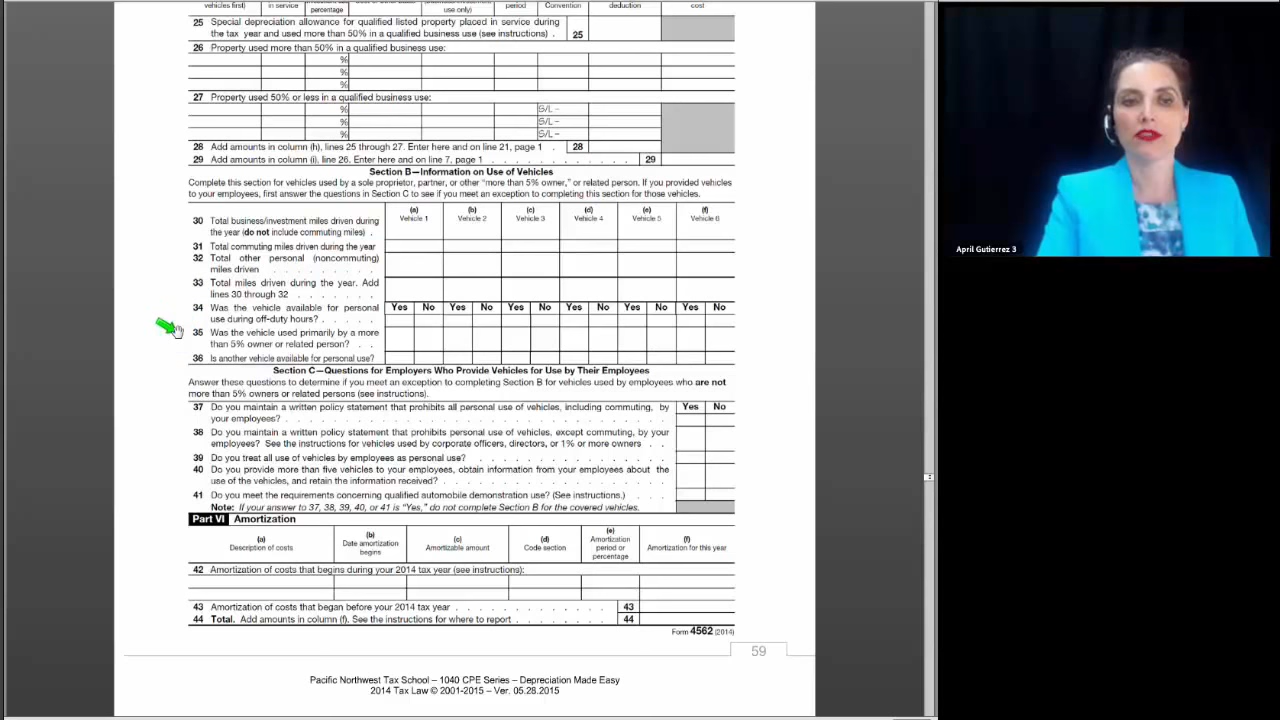 vehicles first) in service percentage use only) period Convention deduction cost
25 Special depreciation allowance for qualified listed property placed in service during
the tax year and used more than 50% in a qualified business use (see instructions) . 25
26 Property used more than 50% in a qualified business use:
%
%
%
27 Property used 50% or less in a qualified business use:
% S/L –
% S/L –
% S/L –
28 Add amounts in column (h), lines 25 through 27. Enter here and on line 21, page 1 . 28
29 Add amounts in column (i), line 26. Enter here and on line 7, page 1 . . . . . . . . . . . . 29
Section B—Information on Use of Vehicles
Complete this section for vehicles used by a sole proprietor, partner, or other “more than 5% owner,” or related person. If you provided vehicles
to your employees, first answer the questions in Section C to see if you meet an exception to completing this section for those vehicles.
(a) (b) (c) (d) (e) (f)
Vehicle 1 Vehicle 2 Vehicle 3 Vehicle 4 Vehicle 5 Vehicle 6
30 Total business/investment miles driven during
the year (do not include commuting miles) .
31 Total commuting miles driven during the year
32 Total other personal (noncommuting)
miles driven . . . . . . . . .
33 Total miles driven during the year. Add
lines 30 through 32 . . . . . . .
34 Was the vehicle available for personal Yes No Yes No Yes No Yes No Yes No Yes No
use during off-duty hours? . . . . .
35 Was the vehicle used primarily by a more
than 5% owner or related person? . .
36 Is another vehicle available for personal use?
Section C—Questions for Employers Who Provide Vehicles for Use by Their Employees
Answer these questions to determine if you meet an exception to completing Section B for vehicles used by employees who are not
more than 5% owners or related persons (see instructions).
37 Do you maintain a written policy statement that prohibits all personal use of vehicles, including commuting, by Yes No
your employees? . . . . . . . . . . . . . . . . . . . . . . . . . . .
38 Do you maintain a written policy statement that prohibits personal use of vehicles, except commuting, by your
employees? See the instructions for vehicles used by corporate officers, directors, or 1% or more owners . .
39 Do you treat all use of vehicles by employees as personal use? . . . . . . . . . . . . . .
40 Do you provide more than five vehicles to your employees, obtain information from your employees about the
use of the vehicles, and retain the information received? . . . . . . . . . . . . . . . . .
41 Do you meet the requirements concerning qualified automobile demonstration use? (See instructions.) . . .
Note: If your answer to 37, 38, 39, 40, or 41 is “Yes,” do not complete Section B for the covered vehicles.
Part VI Amortization
(a) (b) (c) (d) (e) (f)
Description of costs Date amortization begins Amortizable amount Code section Amortization period or percentage Amortization for this year
42 Amortization of costs that begins during your 2014 tax year (see instructions):
43 Amortization of costs that began before your 2014 tax year . . . . . . . . . . . . 43
44 Total. Add amounts in column (f). See the instructions for where to report . . . . . . . . 44
Form 4562 (2014)
59
Pacific Northwest Tax School - 1040 CPE Series – Depreciation Made Easy
2014 Tax Law © 2001-2015 – Ver. 05.28.2015
April Gutierrez 3